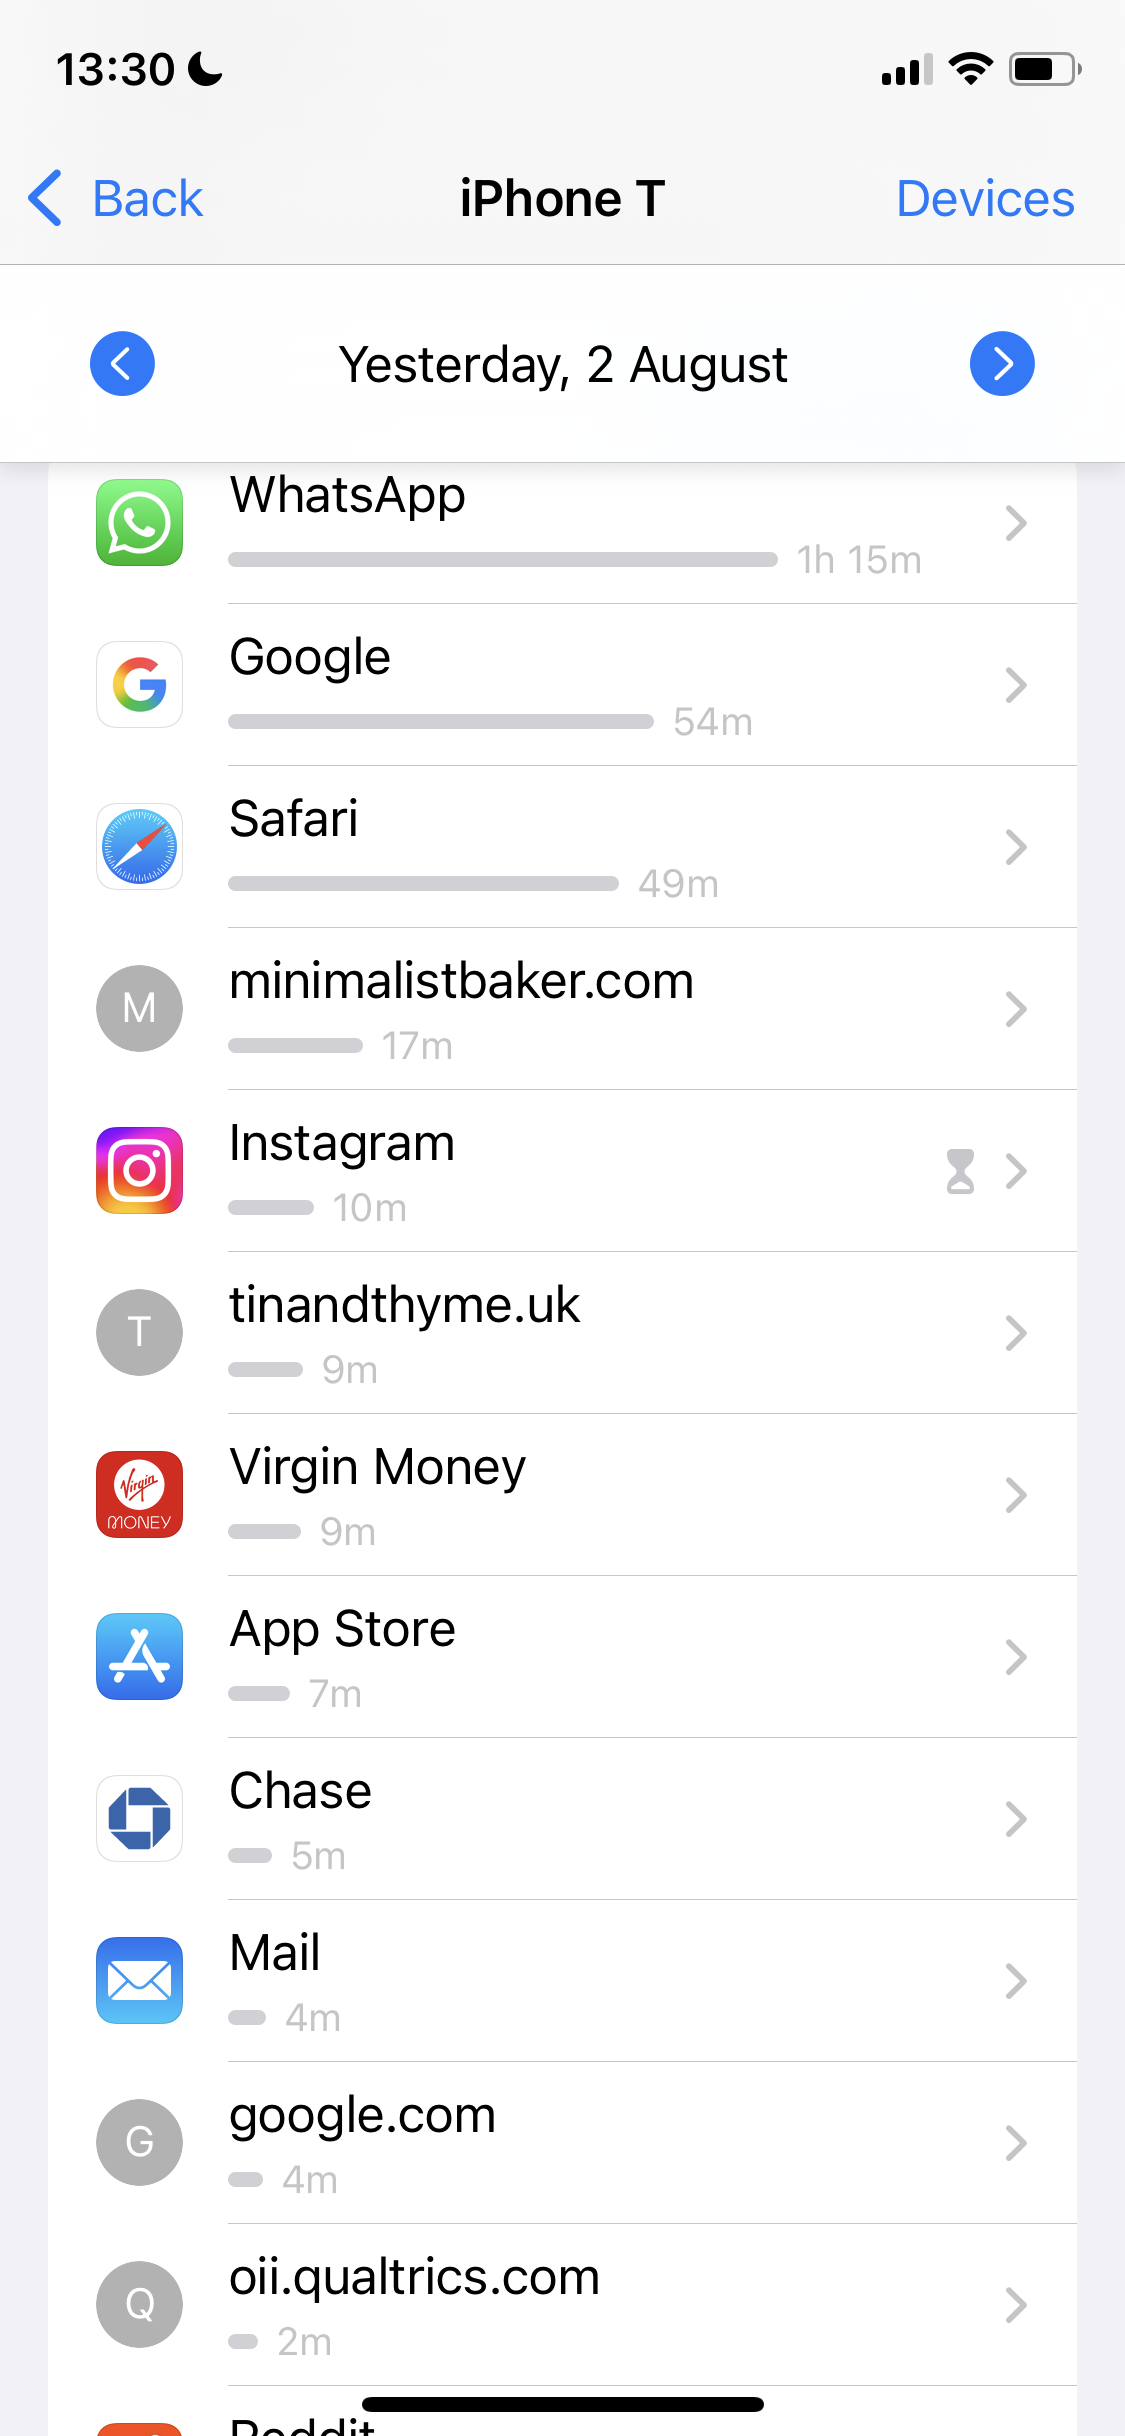 13:30
Back
iPhone T
Devices
Yesterday, 2 August
WhatsApp
1h 15m
Google
54m
Safari
49m
M
minimalistbaker.com
17m
Instagram
10m
T
tinandthyme.uk
9m
Virgin
MONEY
Virgin Money
9m
App Store
7m
Chase
5m
Mail
4m
G
google.com
4m
Q
oii.qualtrics.com
2m
Reddit